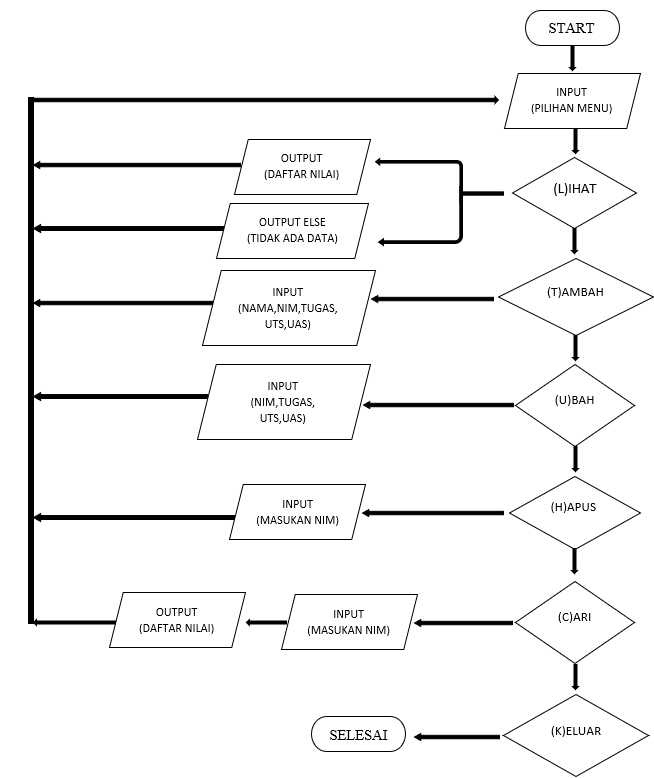 START
INPUT
(PILIHAN MENU)
OUTPUT
(DAFTAR NILAI)
(L)IHAT
OUTPUT ELSE
(TIDAK ADA DATA)
INPUT
(NAMA,NIM,TUGAS,
UTS,UAS)
(T)AMBAH
INPUT
(NIM,TUGAS,
UTS,UAS)
(U)BAH
INPUT
(MASUKAN NIM)
(H)APUS
OUTPUT
(DAFTAR NILAI)
INPUT
(MASUKAN NIM)
(C)ARI
SELESAI
(K)ELUAR